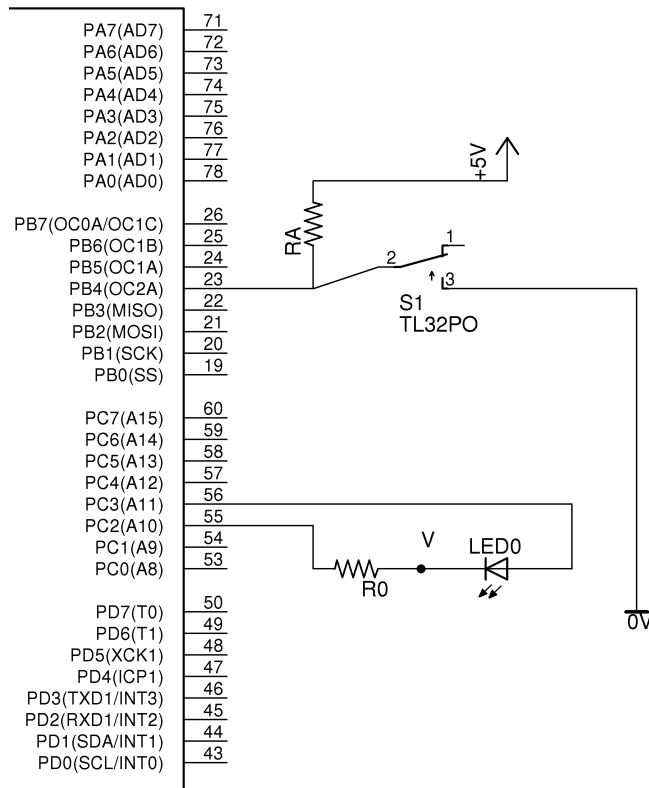 PA7(AD7) 71
PA6(AD6) 72
PA5(AD5) 73
PA4(AD4) 74
PA3(AD3) 75
PA2(AD2) 76
PA1(AD1) 77
PA0(AD0) 78
+5V
PB7(OC0A/OC1C) 26
PB6(OC1B) 25
PB5(OC1A) 24
PB4(OC2A) 23
PB3(MISO) 22
PB2(MOSI) 21
PB1(SCK) 20
PB0(SS) 19
RA
1
2
3
S1
TL32PO
PC7(A15) 60
PC6(A14) 59
PC5(A13) 58
PC4(A12) 57
PC3(A11) 56
PC2(A10) 55
PC1(A9) 54
PC0(A8) 53
V
LED0
R0
0V
PD7(T0) 50
PD6(T1) 49
PD5(XCK1) 48
PD4(ICP1) 47
PD3(TXD1/INT3) 46
PD2(RXD1/INT2) 45
PD1(SDA/INT1) 44
PD0(SCL/INT0) 43